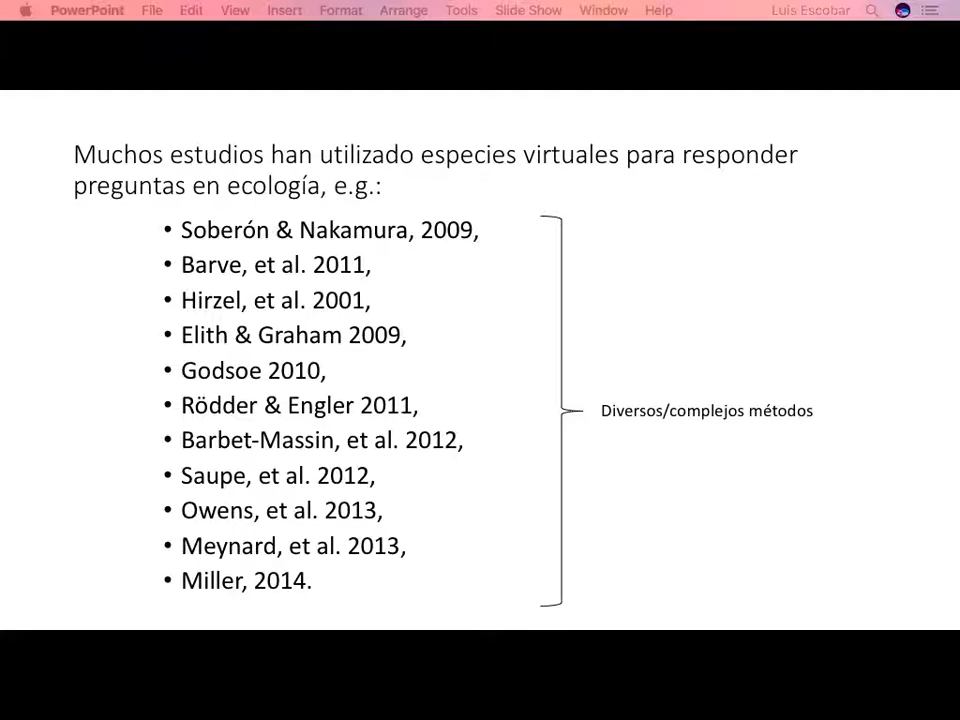 PowerPoint File Edit View Insert Format Arrange Tools Slide Show Window Help Luis Escobar
Muchos estudios han utilizado especies virtuales para responder
preguntas en ecología, e.g.:
• Soberón & Nakamura, 2009,
• Barve, et al. 2011,
• Hirzel, et al. 2001,
• Elith & Graham 2009,
• Godsoe 2010,
• Rödder & Engler 2011,
• Barbet-Massin, et al. 2012,
• Saupe, et al. 2012,
• Owens, et al. 2013,
• Meynard, et al. 2013,
• Miller, 2014.
Diversos/complejos métodos